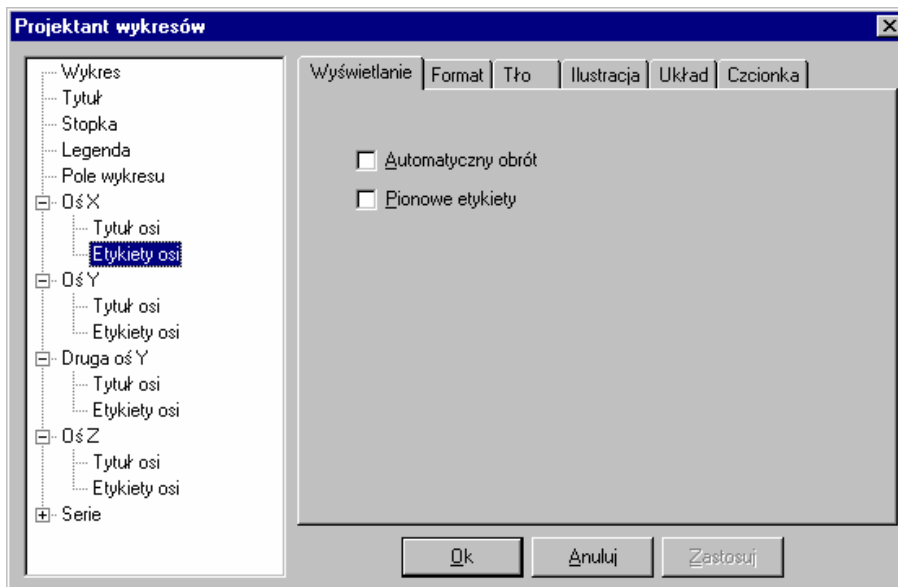 Projektant wykresów
Wykres
Tytuł
Stopka
Legenda
Pole wykresu
Oś X
Tytuł osi
Etykiety osi
Oś Y
Tytuł osi
Etykiety osi
Druga oś Y
Tytuł osi
Etykiety osi
Oś Z
Tytuł osi
Etykiety osi
Serie
Wyświetlanie Format Tło Ilustracja Układ Czcionka
Automatyczny obrót
Pionowe etykiety
Ok Anuluj Zastosuj